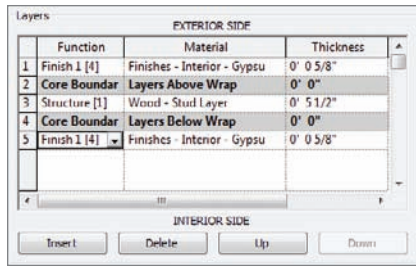 Layers
EXTERIOR SIDE
Function Material Thickness
1 Finish 1 [4] Finishes - Interior - Gypsu 0' 0 5/8"
2 Core Boundar Layers Above Wrap 0' 0"
3 Structure [1] Wood - Stud Layer 0' 5 1/2"
4 Core Boundar Layers Below Wrap 0' 0"
5 Finish 1 [4] Finishes - Interior - Gypsu 0' 0 5/8"
INTERIOR SIDE
Insert Delete Up Down